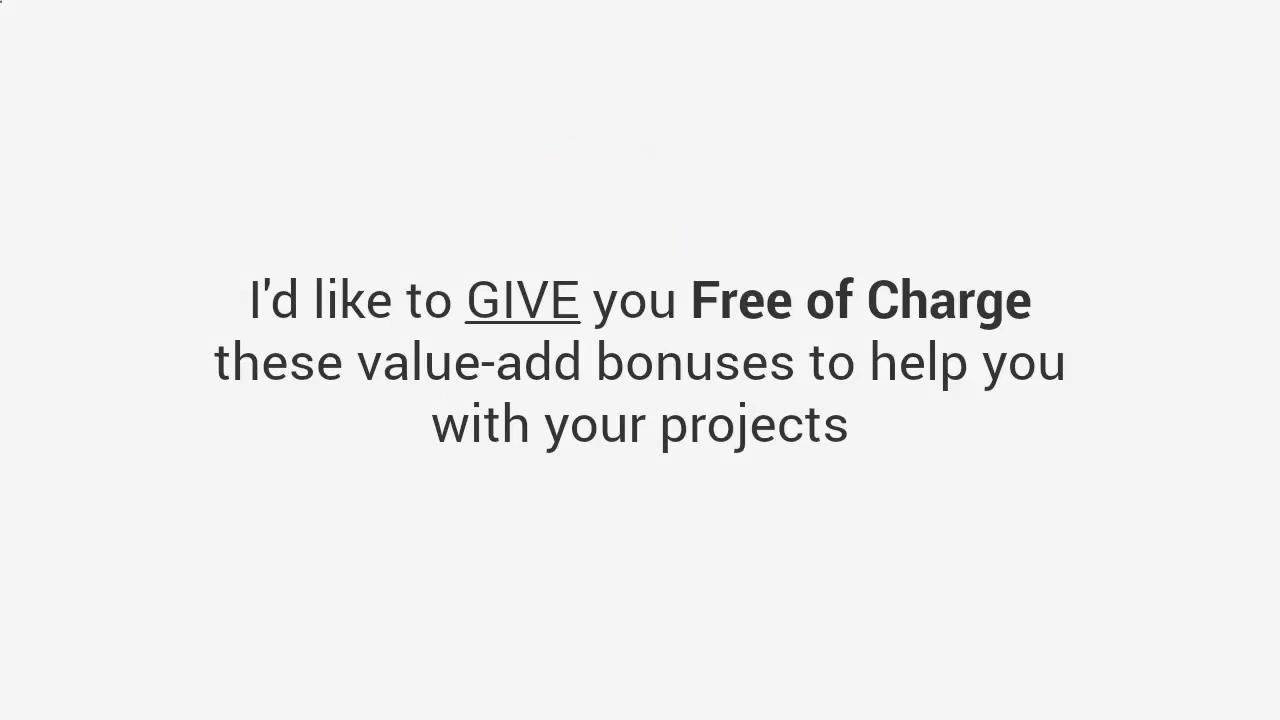 I'd like to GIVE you Free of Charge
these value-add bonuses to help you
with your projects